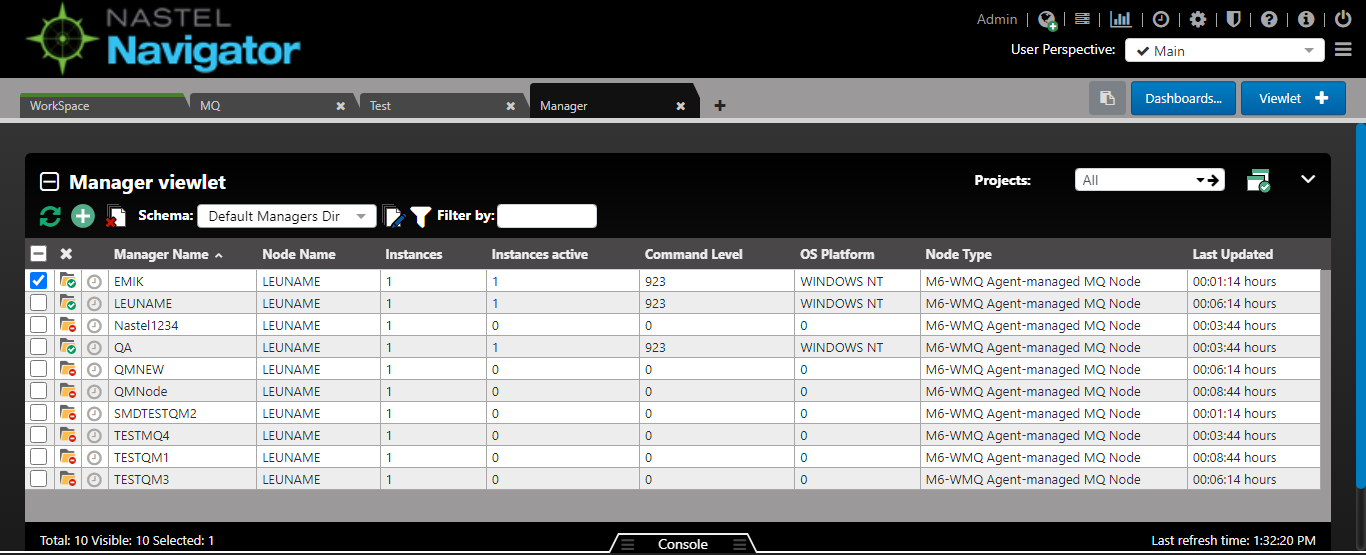 NASTEL
Navigator
Admin
User Perspective: Main
WorkSpace MQ Test Manager
Dashboards... Viewlet
Manager viewlet
Projects: All
Schema: Default Managers Dir Filter by:
Manager Name Node Name Instances Instances active Command Level OS Platform Node Type Last Updated
EMIK LEUNAME 1 1 923 WINDOWS NT M6-WMQ Agent-managed MQ Node 00:01:14 hours
LEUNAME LEUNAME 1 1 923 WINDOWS NT M6-WMQ Agent-managed MQ Node 00:06:14 hours
Nastel1234 LEUNAME 1 0 0 0 M6-WMQ Agent-managed MQ Node 00:03:44 hours
QA LEUNAME 1 1 923 WINDOWS NT M6-WMQ Agent-managed MQ Node 00:03:44 hours
QMNEW LEUNAME 1 0 0 0 M6-WMQ Agent-managed MQ Node 00:06:14 hours
QMNode LEUNAME 1 0 0 0 M6-WMQ Agent-managed MQ Node 00:08:44 hours
SMDTESTQM2 LEUNAME 1 0 0 0 M6-WMQ Agent-managed MQ Node 00:01:14 hours
TESTMQ4 LEUNAME 1 0 0 0 M6-WMQ Agent-managed MQ Node 00:03:44 hours
TESTQM1 LEUNAME 1 0 0 0 M6-WMQ Agent-managed MQ Node 00:08:44 hours
TESTQM3 LEUNAME 1 0 0 0 M6-WMQ Agent-managed MQ Node 00:06:14 hours
Total: 10 Visible: 10 Selected: 1
Console
Last refresh time: 1:32:20 PM